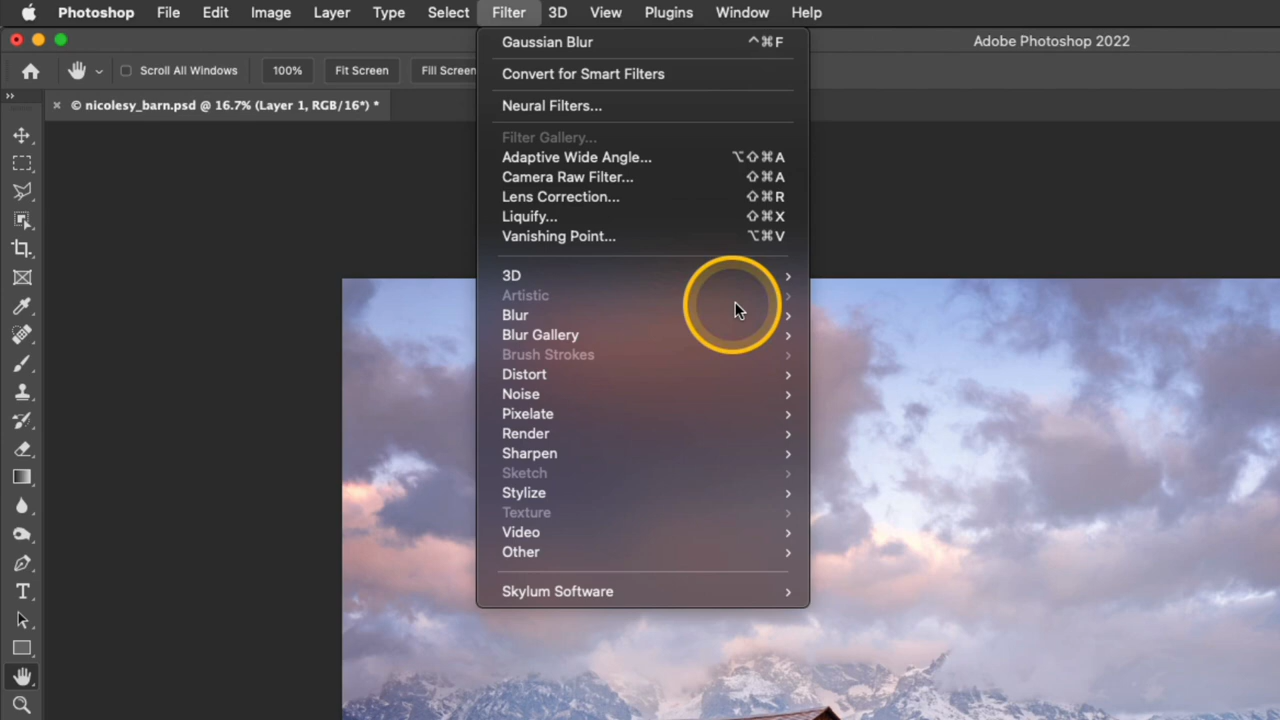 Photoshop File Edit Image Layer Type Select Filter 3D View Plugins Window Help
Adobe Photoshop 2022
Scroll All Windows 100% Fit Screen Fill Screen
× © nicolesy_barn.psd @ 16.7% (Layer 1, RGB/16*) *
Gaussian Blur ^⌘F
Convert for Smart Filters
Neural Filters...
Filter Gallery...
Adaptive Wide Angle... ⌥⇧⌘A
Camera Raw Filter... ⇧⌘A
Lens Correction... ⇧⌘R
Liquify... ⇧⌘X
Vanishing Point... ⌥⌘V
3D
Artistic
Blur
Blur Gallery
Brush Strokes
Distort
Noise
Pixelate
Render
Sharpen
Sketch
Stylize
Texture
Video
Other
Skylum Software